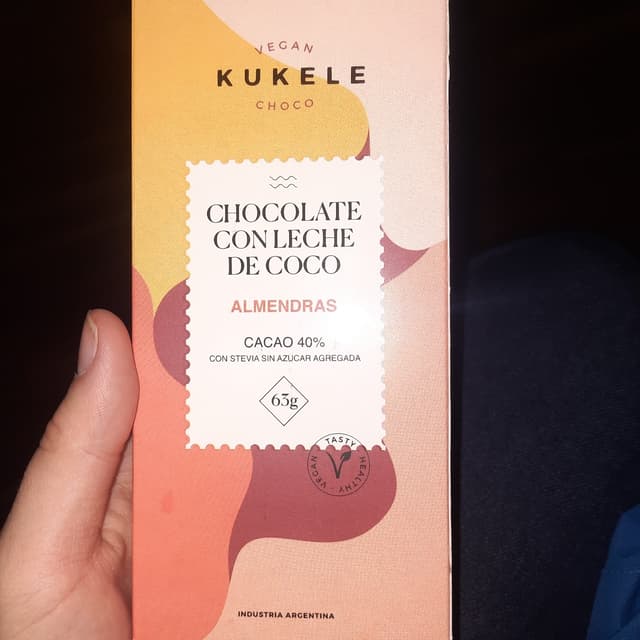 VEGAN
KUKELE
CHOCO
CHOCOLATE
CON LECHE
DE COCO
ALMENDRAS
CACAO 40%
CON STEVIA SIN AZUCAR AGREGADA
63g
VEGAN · TASTY · HEALTHY ·
INDUSTRIA ARGENTINA